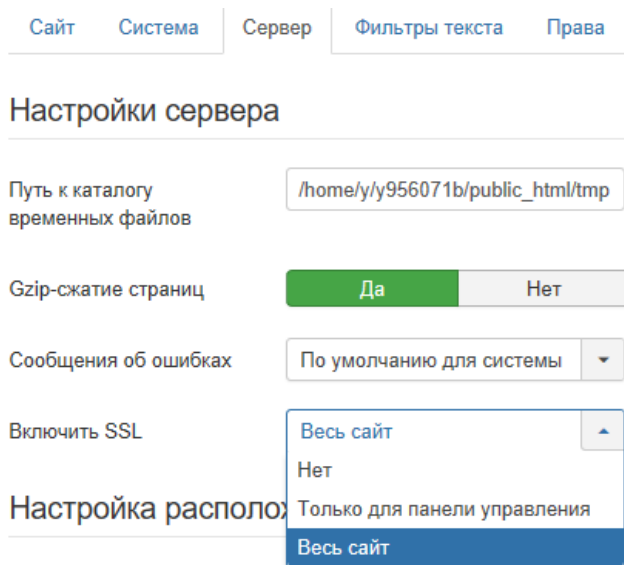 Сайт Система Сервер Фильтры текста Права
Настройки сервера
Путь к каталогу
временных файлов
/home/y/y956071b/public_html/tmp
Gzip-сжатие страниц Да Нет
Сообщения об ошибках По умолчанию для системы
Включить SSL Весь сайт
Нет
Настройка располо
Только для панели управления
Весь сайт